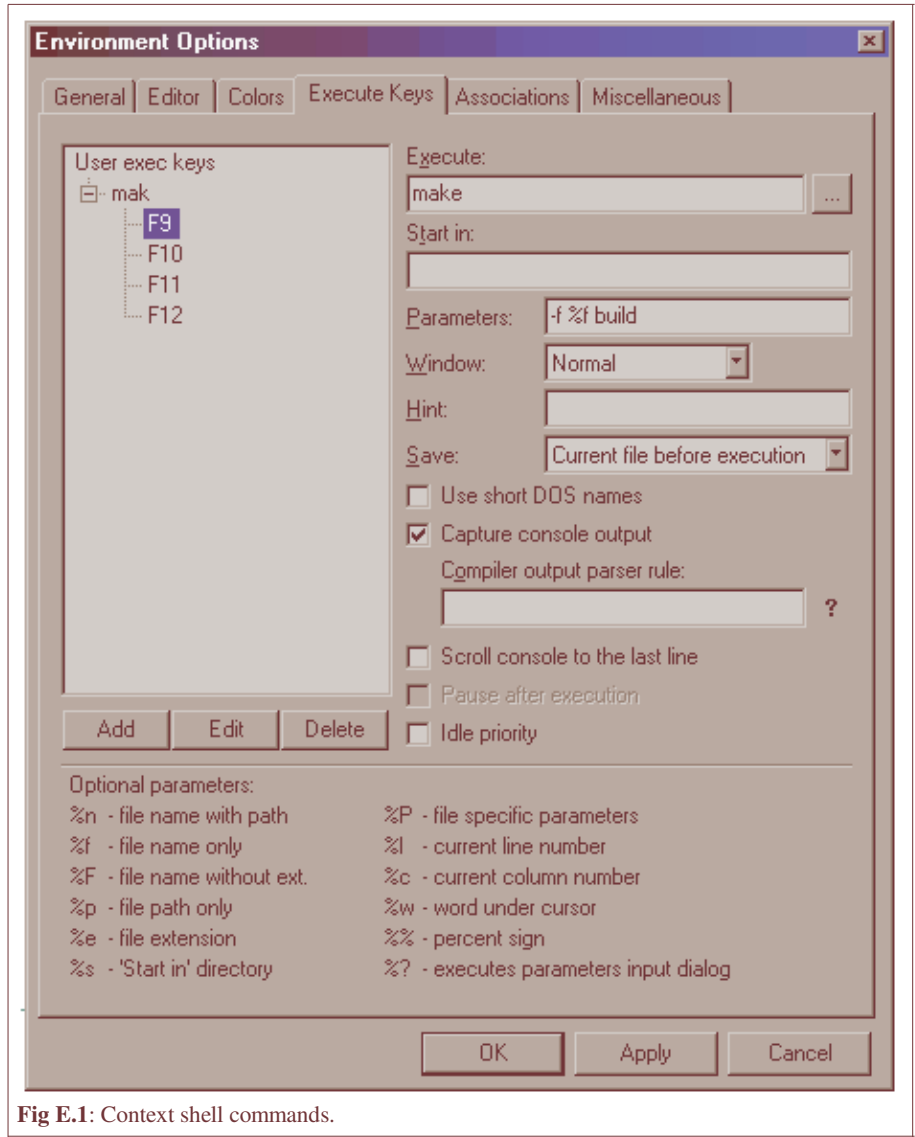 Environment Options
General Editor Colors Execute Keys Associations Miscellaneous
User exec keys
mak
F9
F10
F11
F12
Add Edit Delete
Execute:
make
...
Start in:
Parameters: -f %f build
Window: Normal
Hint:
Save: Current file before execution
Use short DOS names
Capture console output
Compiler output parser rule:
?
Scroll console to the last line
Pause after execution
Idle priority
Optional parameters:
%n - file name with path
%f - file name only
%F - file name without ext.
%p - file path only
%e - file extension
%s - 'Start in' directory
%P - file specific parameters
%l - current line number
%c - current column number
%w - word under cursor
%% - percent sign
%? - executes parameters input dialog
OK Apply Cancel
Fig E.1: Context shell commands.